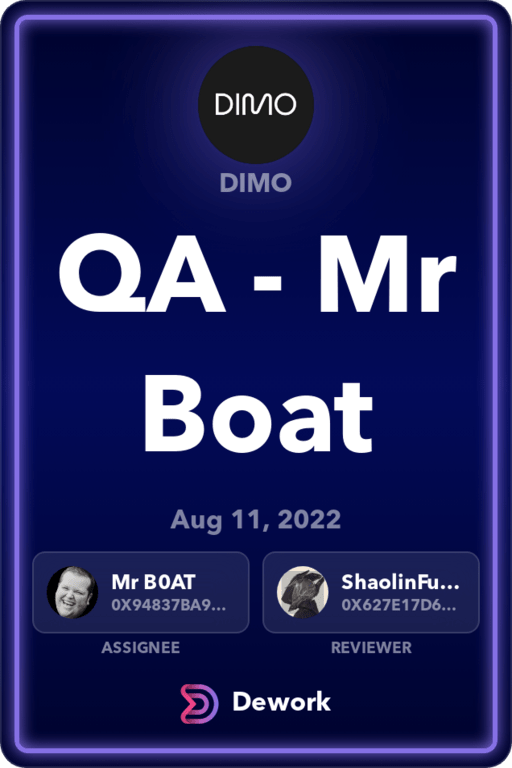 DIMO
DIMO
QA - Mr
Boat
Aug 11, 2022
Mr B0AT
0X94837BA9...
ShaolinFu...
0X627E17D6...
ASSIGNEE
REVIEWER
Dework